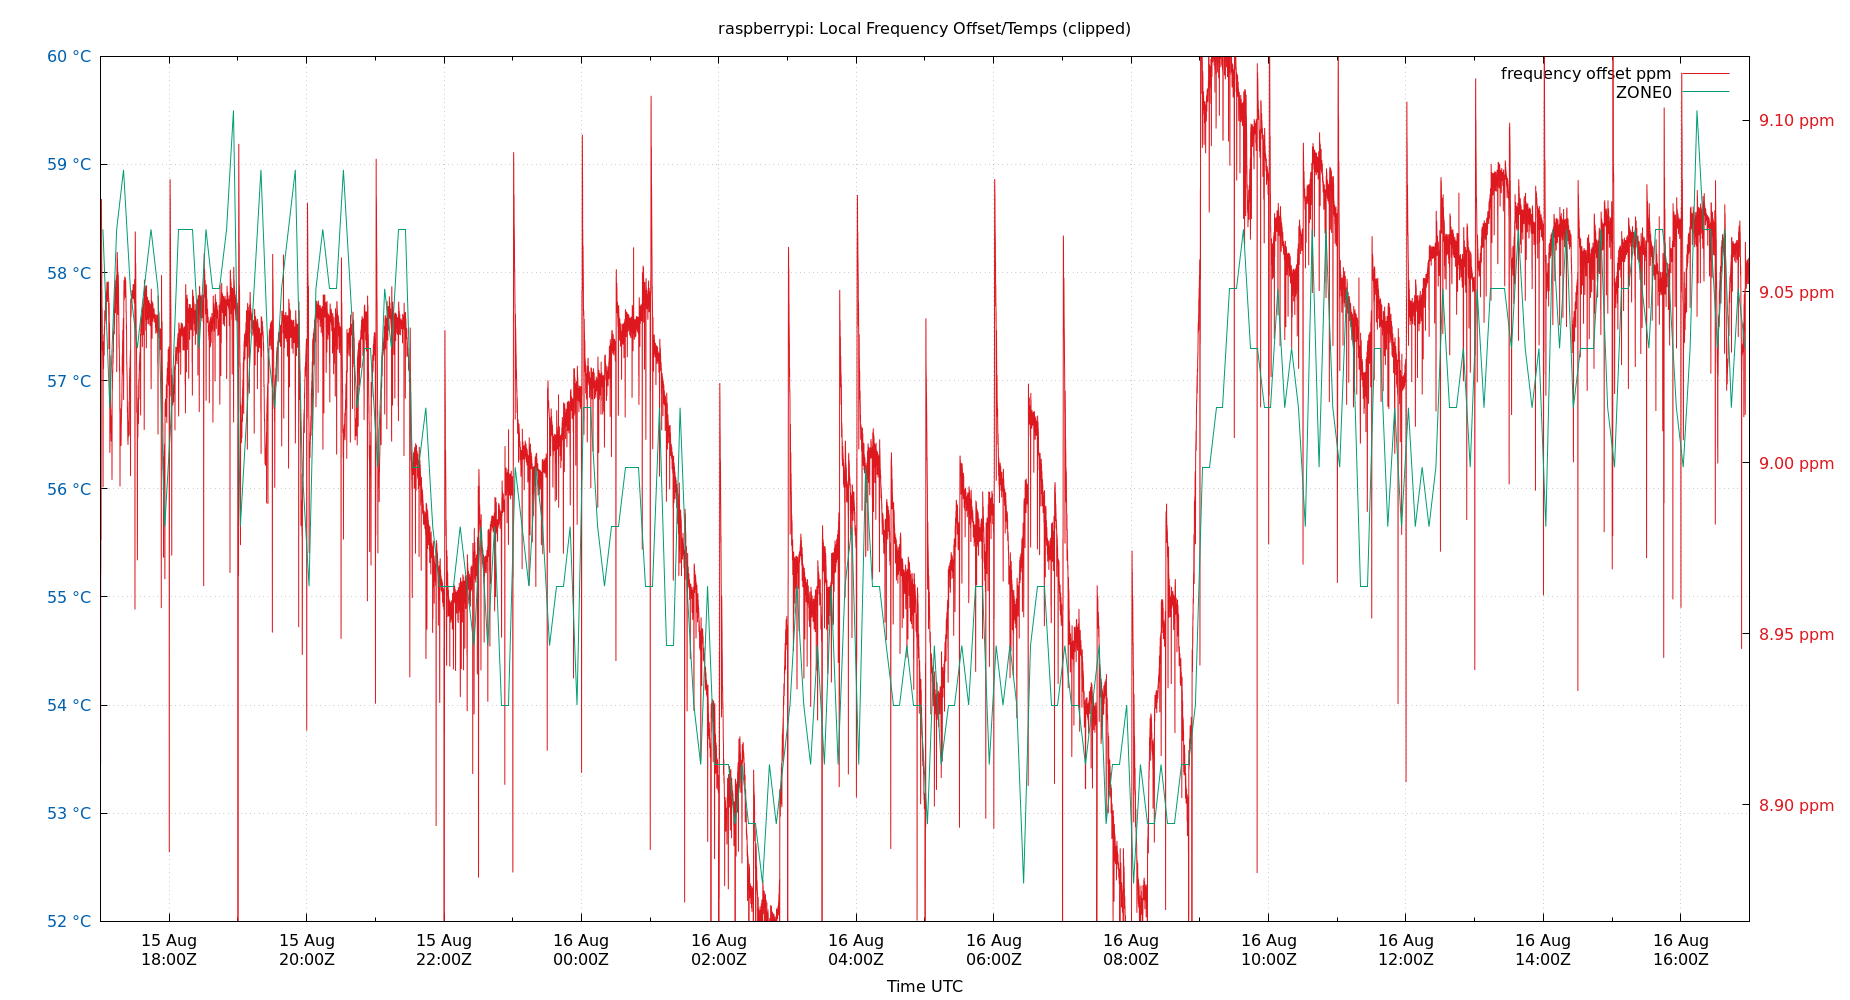 raspberrypi: Local Frequency Offset/Temps (clipped)
60 °C
frequency offset ppm
ZONE0
9.10 ppm
59 °C
58 °C
9.05 ppm
57 °C
9.00 ppm
56 °C
55 °C
8.95 ppm
54 °C
8.90 ppm
53 °C
52 °C
15 Aug 15 Aug 15 Aug 16 Aug 16 Aug 16 Aug 16 Aug 16 Aug 16 Aug 16 Aug 16 Aug 16 Aug
18:00Z 20:00Z 22:00Z 00:00Z 02:00Z 04:00Z 06:00Z 08:00Z 10:00Z 12:00Z 14:00Z 16:00Z
Time UTC